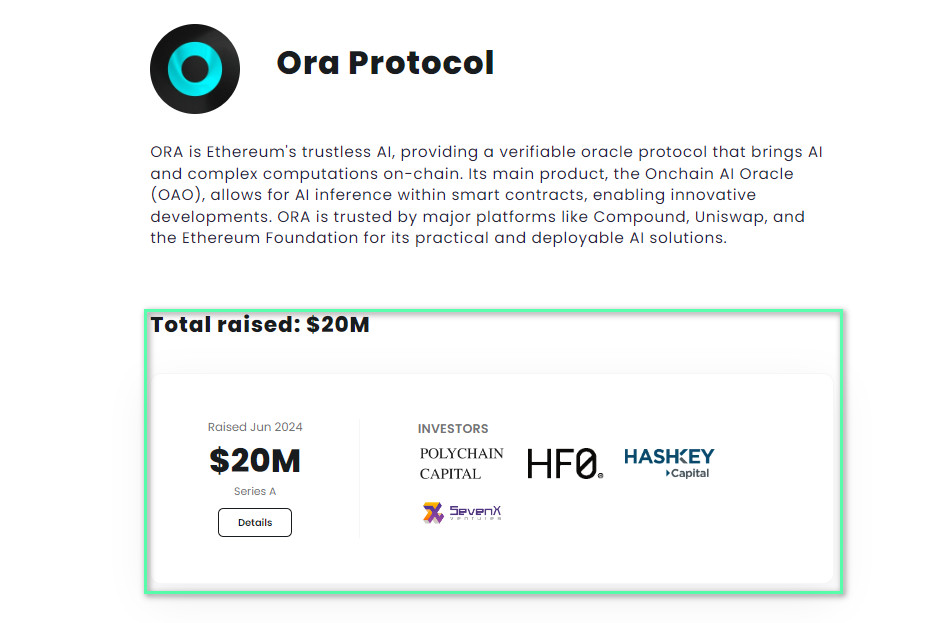 Ora Protocol
ORA is Ethereum's trustless AI, providing a verifiable oracle protocol that brings AI
and complex computations on-chain. Its main product, the Onchain AI Oracle
(OAO), allows for AI inference within smart contracts, enabling innovative
developments. ORA is trusted by major platforms like Compound, Uniswap, and
the Ethereum Foundation for its practical and deployable AI solutions.
Total raised: $20M
Raised Jun 2024
$20M
Series A
Details
INVESTORS
POLYCHAIN
CAPITAL
HF0
HASHKEY
Capital
SevenX
ventures